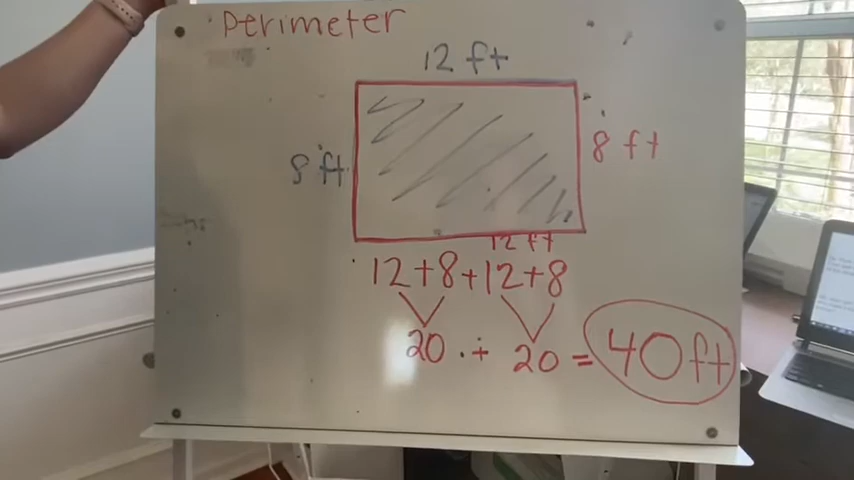 Perimeter
12 ft
8 ft
8 ft
12 ft
12+8+12+8
20 + 20 = 40ft